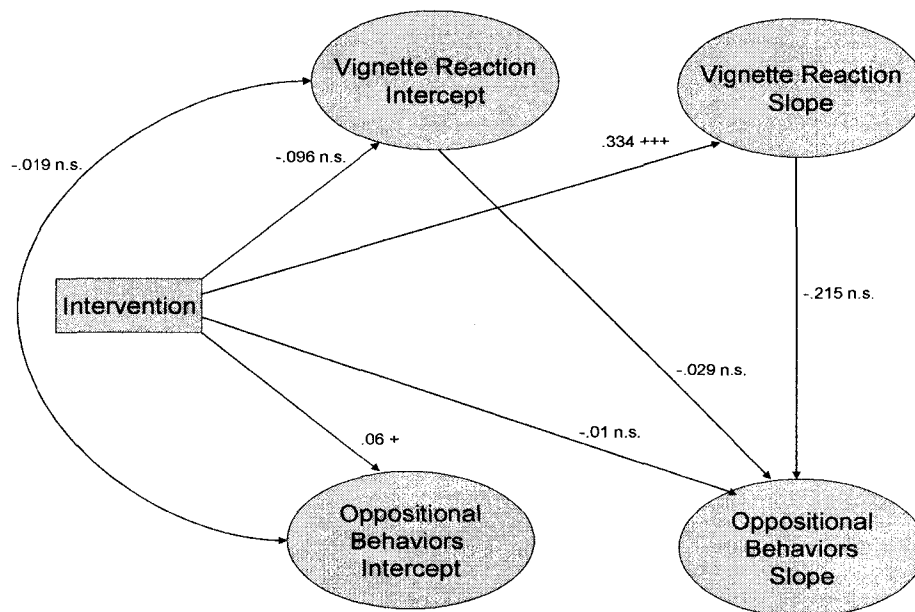 Vignette Reaction
Intercept
Vignette Reaction
Slope
-.019 n.s.
-.096 n.s.
.334 +++
Intervention
-.215 n.s.
-.029 n.s.
-.01 n.s.
.06 +
Oppositional
Behaviors
Intercept
Oppositional
Behaviors
Slope